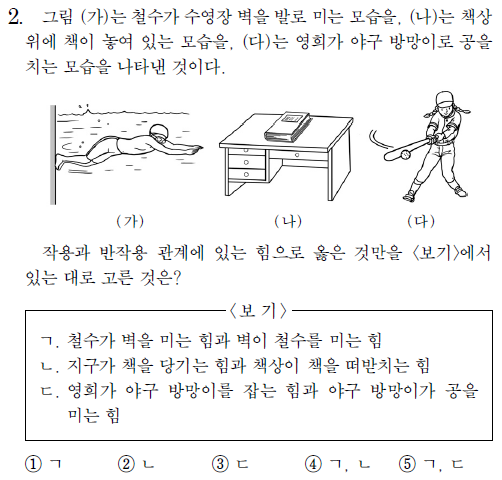 2. 그림 (가)는 철수가 수영장 벽을 발로 미는 모습을, (나)는 책상
위에 책이 놓여 있는 모습을, (다)는 영희가 야구 방망이로 공을
치는 모습을 나타낸 것이다.
(가) (나) (다)
작용과 반작용 관계에 있는 힘으로 옳은 것만을 <보기>에서
있는 대로 고른 것은?
<보 기>
ㄱ. 철수가 벽을 미는 힘과 벽이 철수를 미는 힘
ㄴ. 지구가 책을 당기는 힘과 책상이 책을 떠받치는 힘
ㄷ. 영희가 야구 방망이를 잡는 힘과 야구 방망이가 공을
미는 힘
① ㄱ ② ㄴ ③ ㄷ ④ ㄱ, ㄴ ⑤ ㄱ, ㄷ